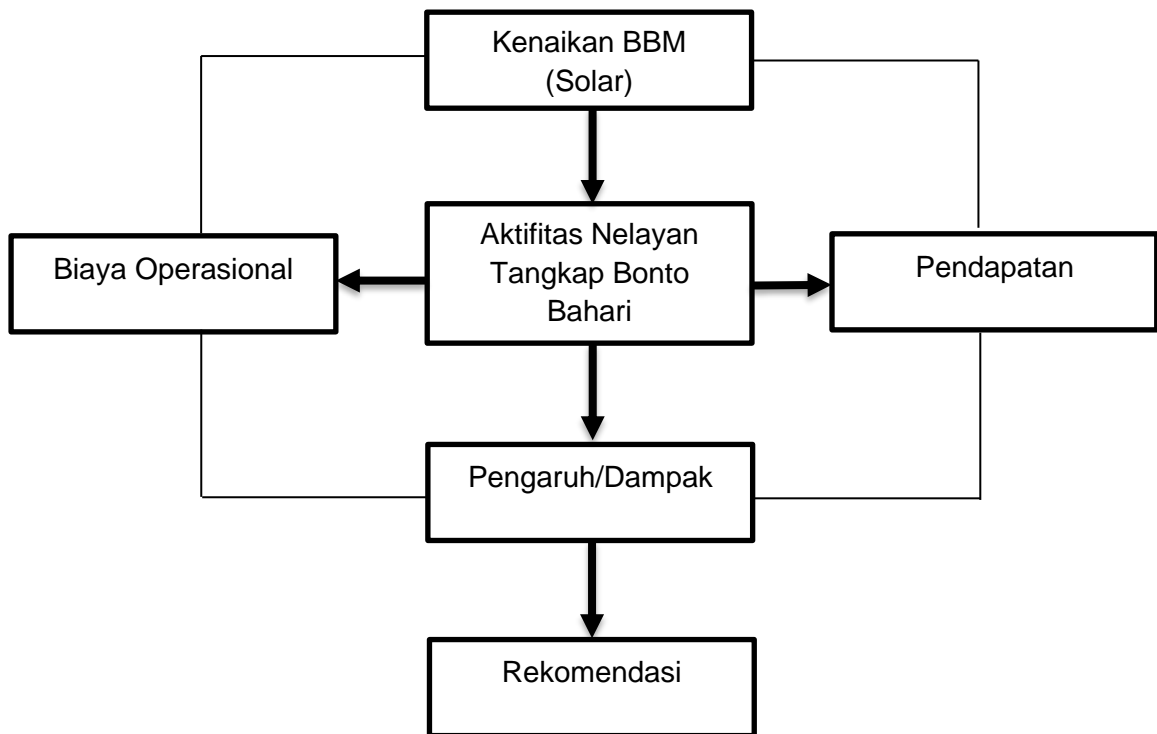 Kenaikan BBM
(Solar)
Aktifitas Nelayan
Tangkap Bonto
Bahari
Biaya Operasional
Pendapatan
Pengaruh/Dampak
Rekomendasi